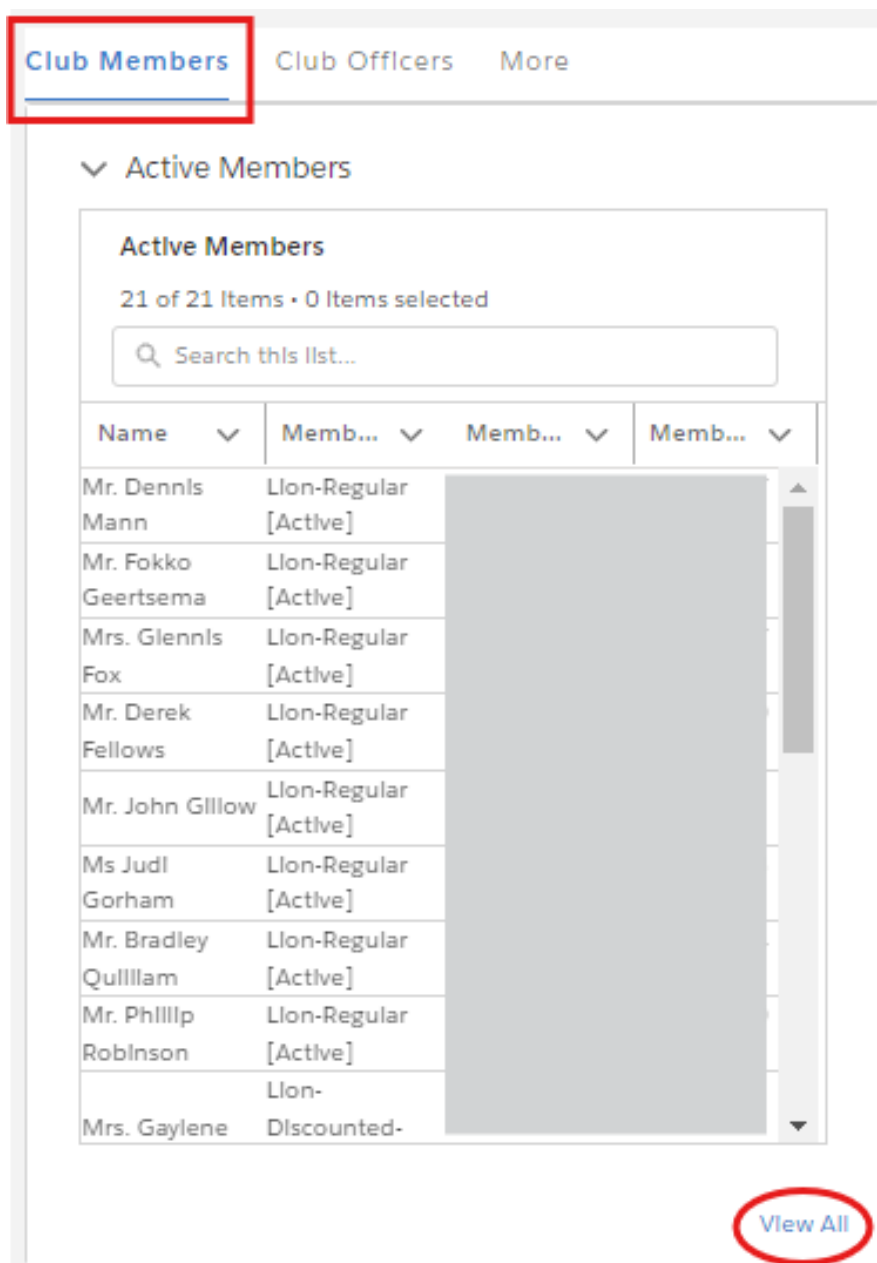 Club Members Club Officers More
Active Members
Active Members
21 of 21 Items • 0 Items selected
Search this list...
Name Memb... Memb... Memb...
Mr. Dennis Lion-Regular
Mann [Active]
Mr. Fokko Lion-Regular
Geertsema [Active]
Mrs. Glennis Lion-Regular
Fox [Active]
Mr. Derek Lion-Regular
Fellows [Active]
Mr. John Gillow Lion-Regular
[Active]
Ms Judi Lion-Regular
Gorham [Active]
Mr. Bradley Lion-Regular
Quilliam [Active]
Mr. Phillip Lion-Regular
Robinson [Active]
Lion-
Mrs. Gaylene Discounted-
View All